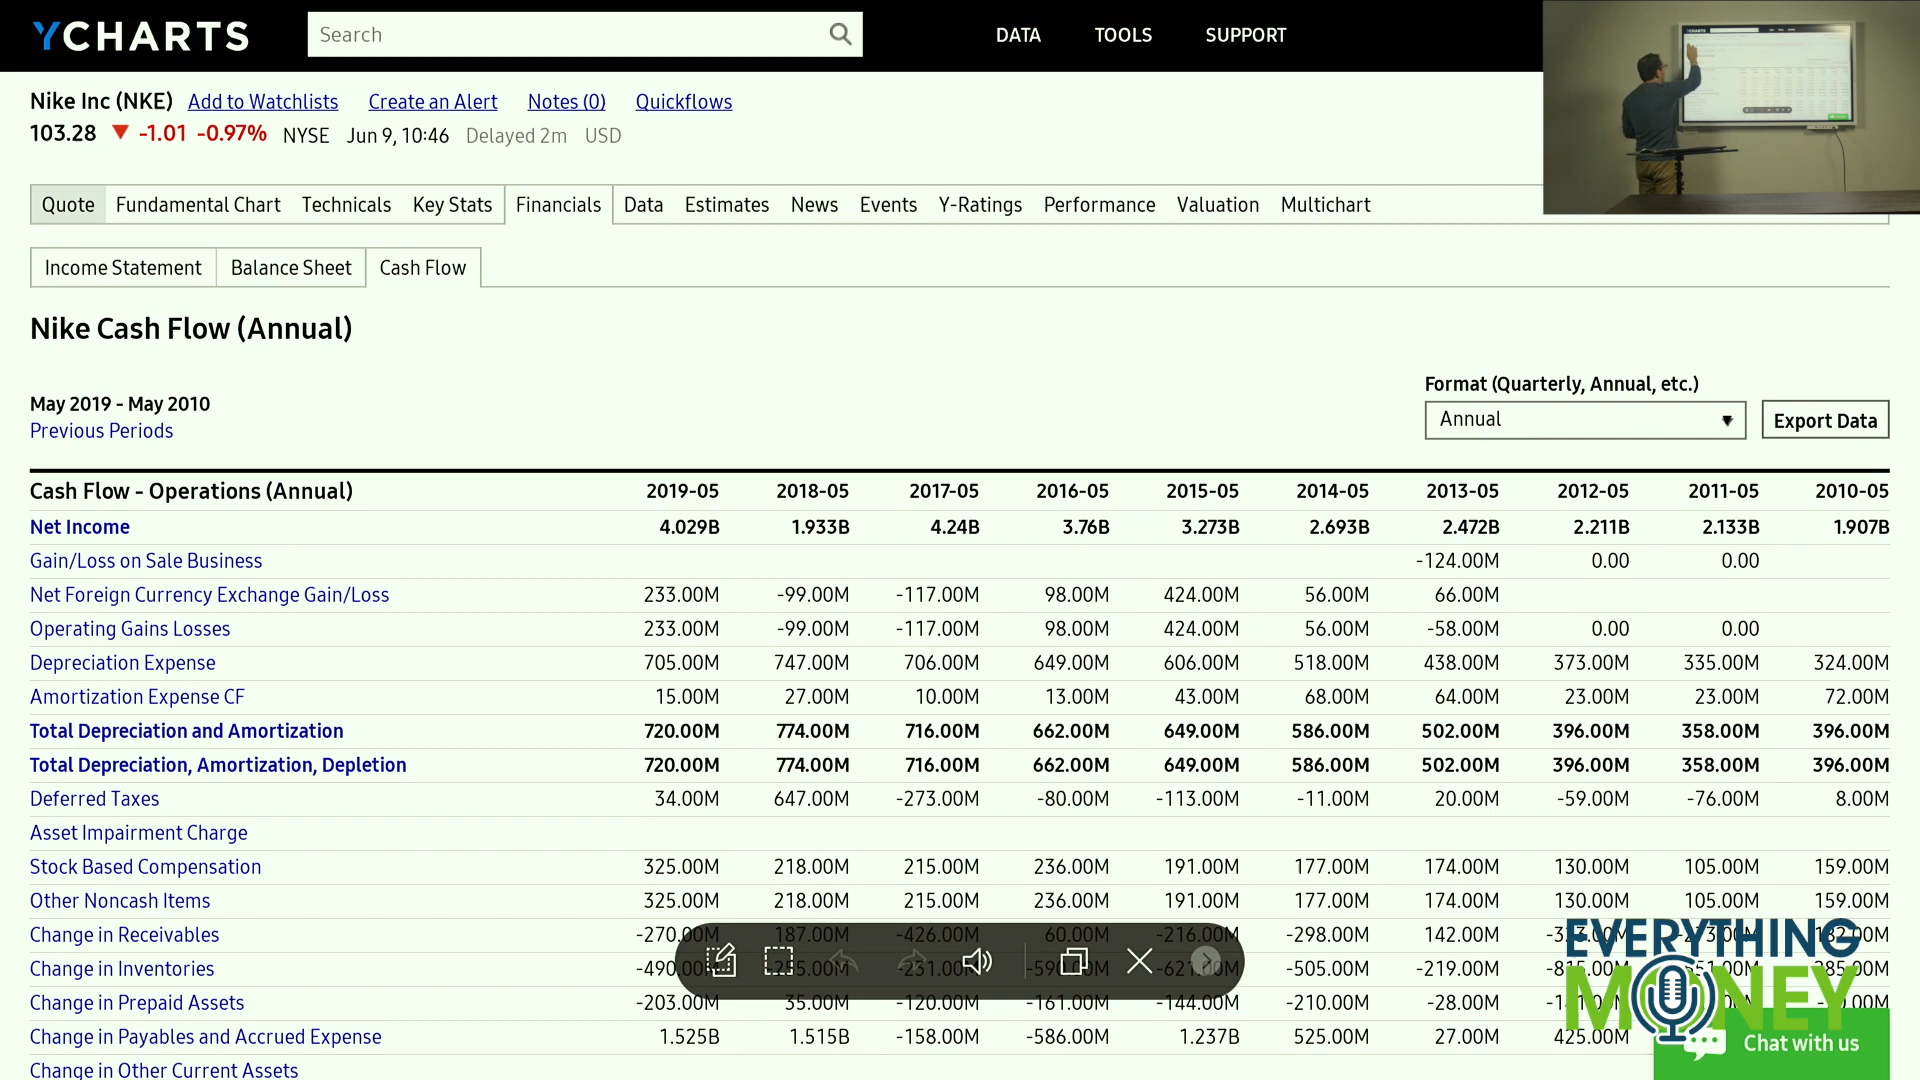 YCHARTS Search DATA TOOLS SUPPORT
Nike Inc (NKE) Add to Watchlists Create an Alert Notes (0) Quickflows
103.28 ▼ -1.01 -0.97% NYSE Jun 9, 10:46 Delayed 2m USD
Quote Fundamental Chart Technicals Key Stats Financials Data Estimates News Events Y-Ratings Performance Valuation Multichart
Income Statement Balance Sheet Cash Flow
Nike Cash Flow (Annual)
Format (Quarterly, Annual, etc.)
May 2019 - May 2010
Annual ▼ Export Data
Previous Periods
Cash Flow - Operations (Annual) 2019-05 2018-05 2017-05 2016-05 2015-05 2014-05 2013-05 2012-05 2011-05 2010-05
Net Income 4.029B 1.933B 4.24B 3.76B 3.273B 2.693B 2.472B 2.211B 2.133B 1.907B
Gain/Loss on Sale Business -124.00M 0.00 0.00
Net Foreign Currency Exchange Gain/Loss 233.00M -99.00M -117.00M 98.00M 424.00M 56.00M 66.00M
Operating Gains Losses 233.00M -99.00M -117.00M 98.00M 424.00M 56.00M -58.00M 0.00 0.00
Depreciation Expense 705.00M 747.00M 706.00M 649.00M 606.00M 518.00M 438.00M 373.00M 335.00M 324.00M
Amortization Expense CF 15.00M 27.00M 10.00M 13.00M 43.00M 68.00M 64.00M 23.00M 23.00M 72.00M
Total Depreciation and Amortization 720.00M 774.00M 716.00M 662.00M 649.00M 586.00M 502.00M 396.00M 358.00M 396.00M
Total Depreciation, Amortization, Depletion 720.00M 774.00M 716.00M 662.00M 649.00M 586.00M 502.00M 396.00M 358.00M 396.00M
Deferred Taxes 34.00M 647.00M -273.00M -80.00M -113.00M -11.00M 20.00M -59.00M -76.00M 8.00M
Asset Impairment Charge
Stock Based Compensation 325.00M 218.00M 215.00M 236.00M 191.00M 177.00M 174.00M 130.00M 105.00M 159.00M
Other Noncash Items 325.00M 218.00M 215.00M 236.00M 191.00M 177.00M 174.00M 130.00M 105.00M 159.00M
Change in Receivables -270.00M 187.00M -426.00M 60.00M -216.00M -298.00M 142.00M
Change in Inventories -490.00M -255.00M -231.00M -590.00M -621.00M -505.00M -219.00M
Change in Prepaid Assets -203.00M 35.00M -120.00M -161.00M -144.00M -210.00M -28.00M
Change in Payables and Accrued Expense 1.525B 1.515B -158.00M -586.00M 1.237B 525.00M 27.00M 425.00M
Change in Other Current Assets
EVERYTHING
MONEY
Chat with us